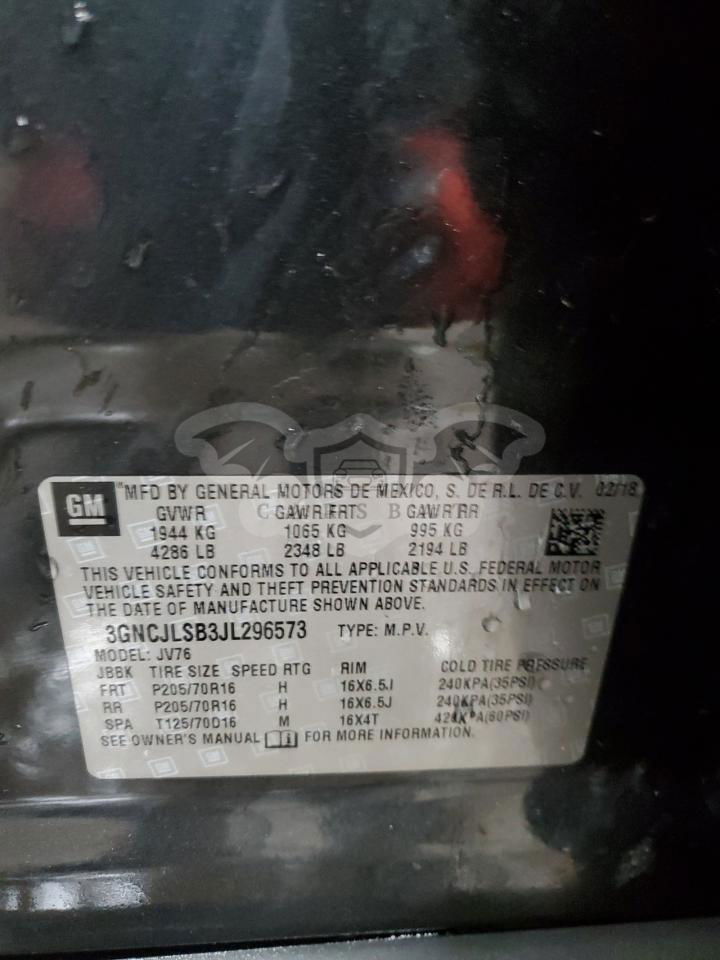 GM
MFD BY GENERAL MOTORS DE MEXICO, S. DE R.L. DE C.V. 02/18
GVWR GAWR FRT GAWR RR
1944 KG 1065 KG 995 KG
4286 LB 2348 LB 2194 LB
THIS VEHICLE CONFORMS TO ALL APPLICABLE U.S. FEDERAL MOTOR
VEHICLE SAFETY AND THEFT PREVENTION STANDARDS IN EFFECT ON
THE DATE OF MANUFACTURE SHOWN ABOVE.
3GNCJLSB3JL296573 TYPE: M.P.V.
MODEL: JV76
JBBK TIRE SIZE SPEED RTG RIM COLD TIRE PRESSURE
FRT P205/70R16 H 16X6.5J 240KPA(35PSI)
RR P205/70R16 H 16X6.5J 240KPA(35PSI)
SPA T125/70D16 M 16X4T 420KPA(60PSI)
SEE OWNER'S MANUAL FOR MORE INFORMATION.